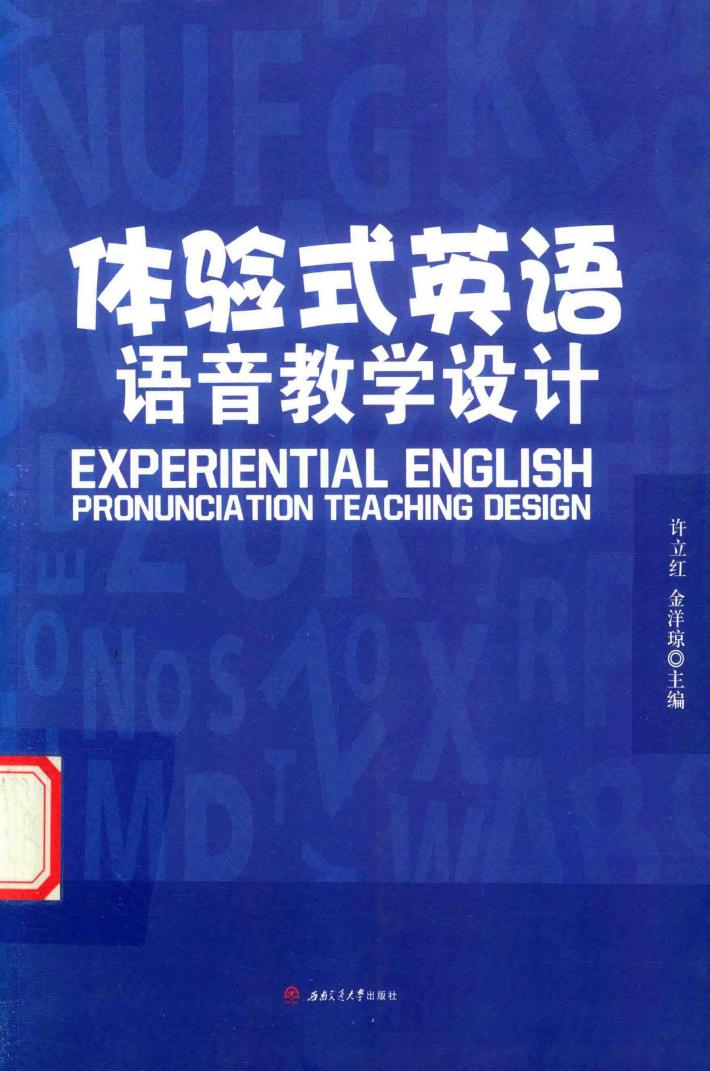 体验式英语
语音教学设计
EXPERIENTIAL ENGLISH
PRONUNCIATION TEACHING DESIGN
许立红 金洋琼◎主编
西南交通大学出版社